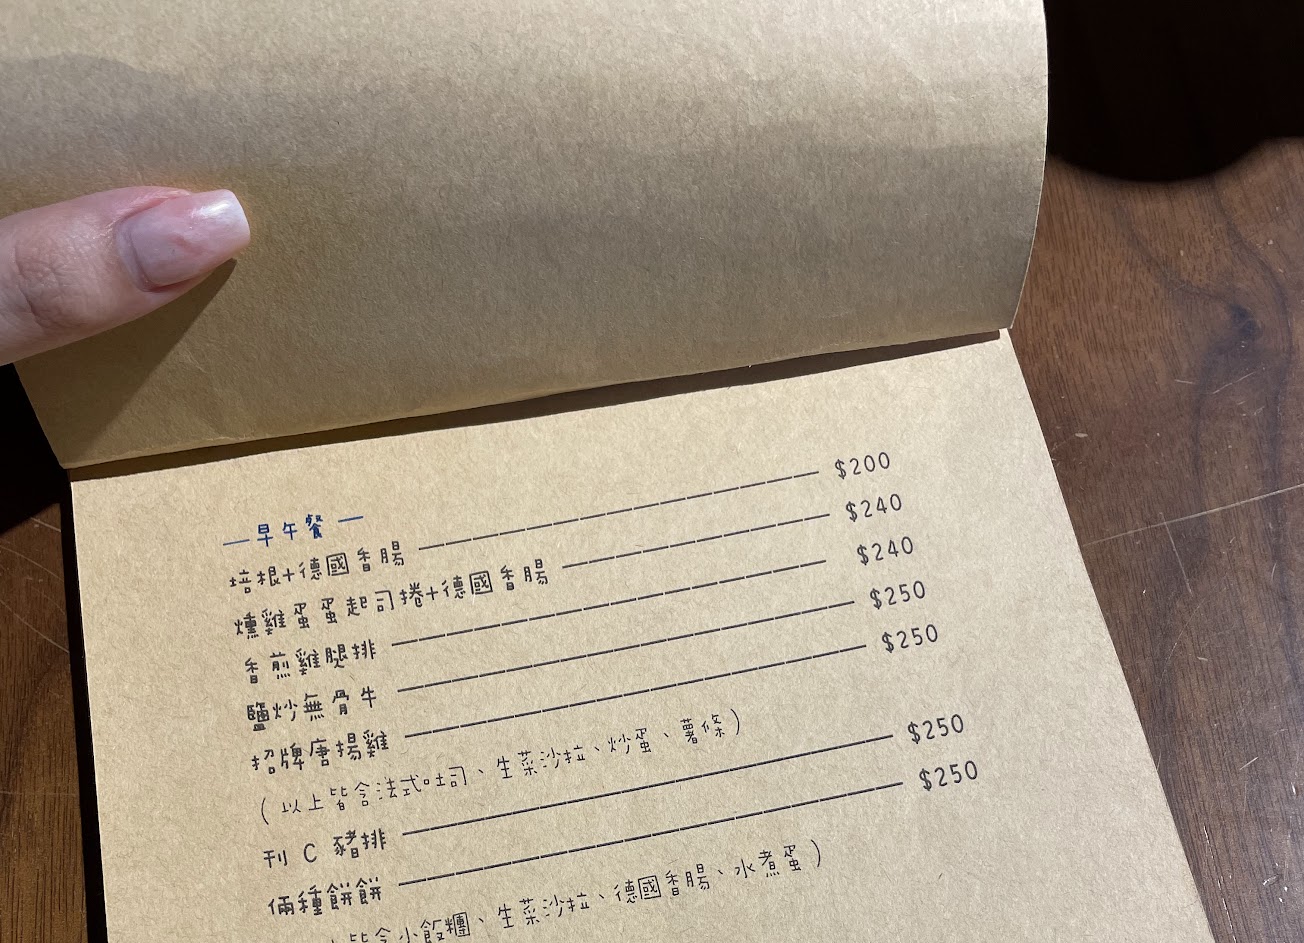 —早午餐—
培根+德國香腸 $200
燻雞蛋蛋起司捲+德國香腸 $240
香煎雞腿排 $240
鹽炒無骨牛 $250
招牌唐揚雞 $250
(以上皆含法式吐司、生菜沙拉、炒蛋、薯條)
刊 C 豬排 $250
倆種餅餅 $250
皆含小飯糰、生菜沙拉、德國香腸、水煮蛋)